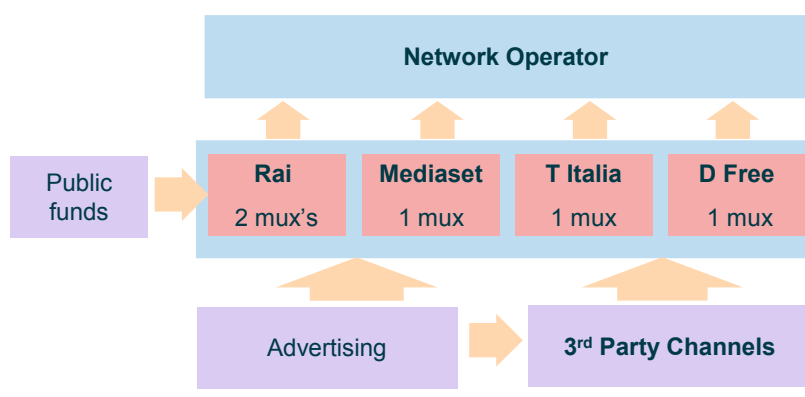 Network Operator
Rai
Mediaset
T Italia
D Free
2 mux's
1 mux
1 mux
1 mux
Public
funds
Advertising
3rd Party Channels